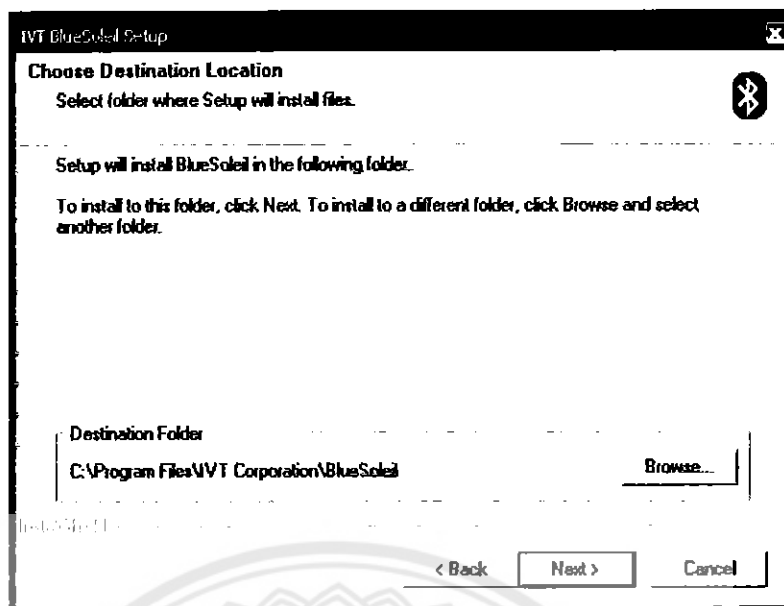 IVT BlueSoleil Setup
Choose Destination Location
Select folder where Setup will install files.
Setup will install BlueSoleil in the following folder.
To install to this folder, click Next. To install to a different folder, click Browse and select
another folder.
Destination Folder
C:\Program Files\IVT Corporation\BlueSoleil
Browse...
InstallShield
< Back
Next >
Cancel